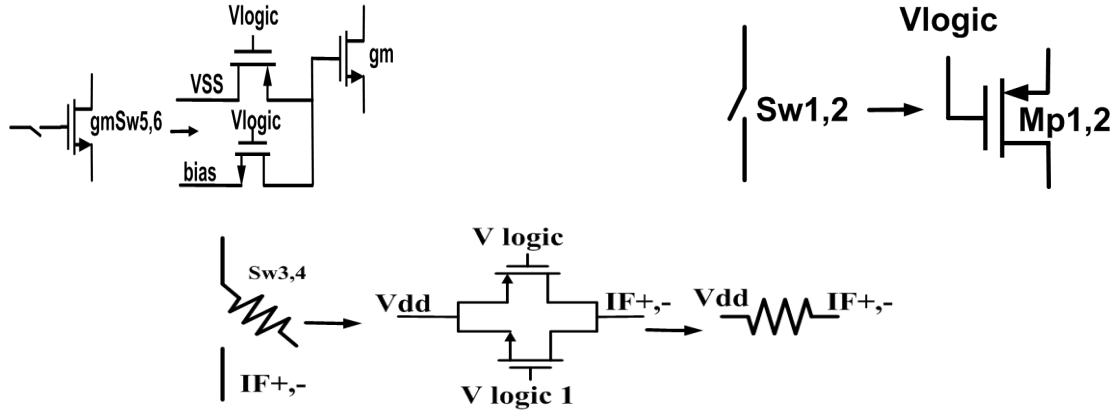 Vlogic
gm
VSS
gmSw5,6
Vlogic
bias
Vlogic
Sw1,2
Mp1,2
V logic
Sw3,4
Vdd
IF+,-
Vdd
IF+,-
IF+,-
V logic 1